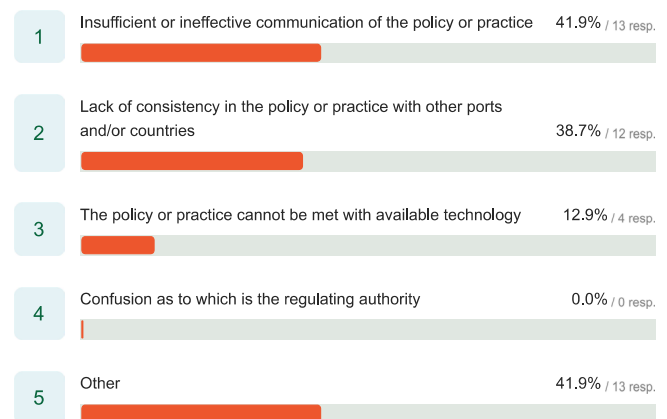 1
Insufficient or ineffective communication of the policy or practice 41.9% / 13 resp.
Lack of consistency in the policy or practice with other ports
2
and/or countries 38.7% / 12 resp.
3
The policy or practice cannot be met with available technology 12.9% / 4 resp.
4
Confusion as to which is the regulating authority 0.0% / 0 resp.
5
Other 41.9% / 13 resp.